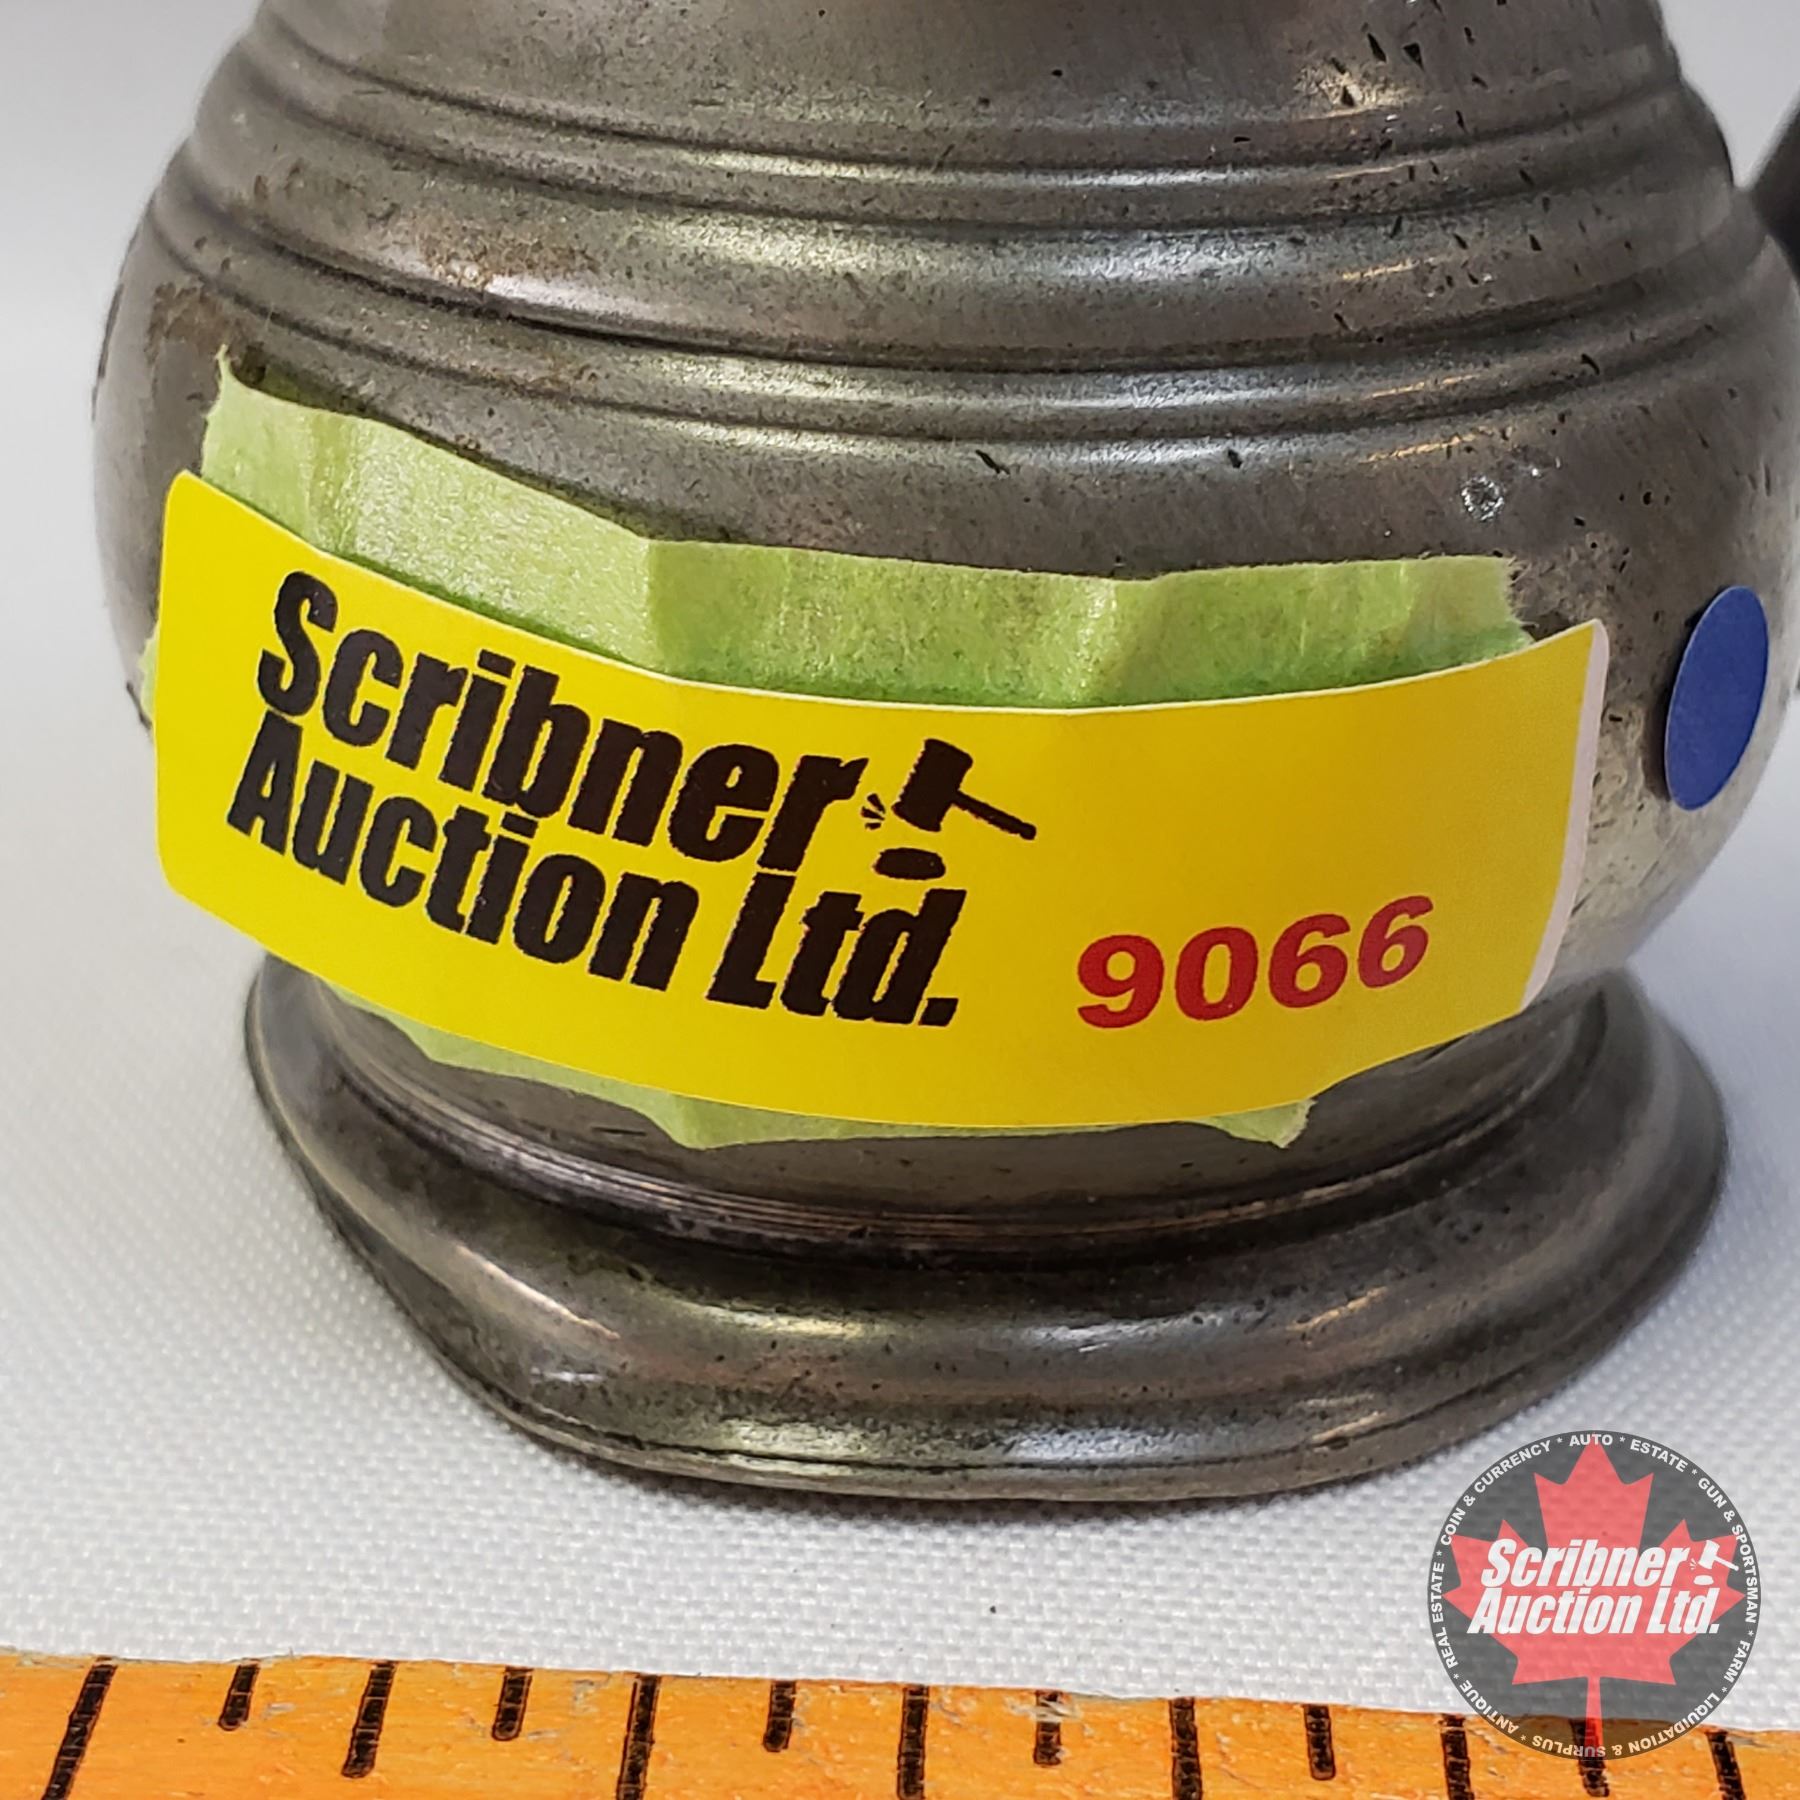 Scribner
Auction Ltd.
9066
Scribner
Auction Ltd.
ANTIQUE * REAL ESTATE * COIN & CURRENCY * AUTO * ESTATE * GUN & SPORTSMAN * FARM * LIQUIDATION & SURPLUS *